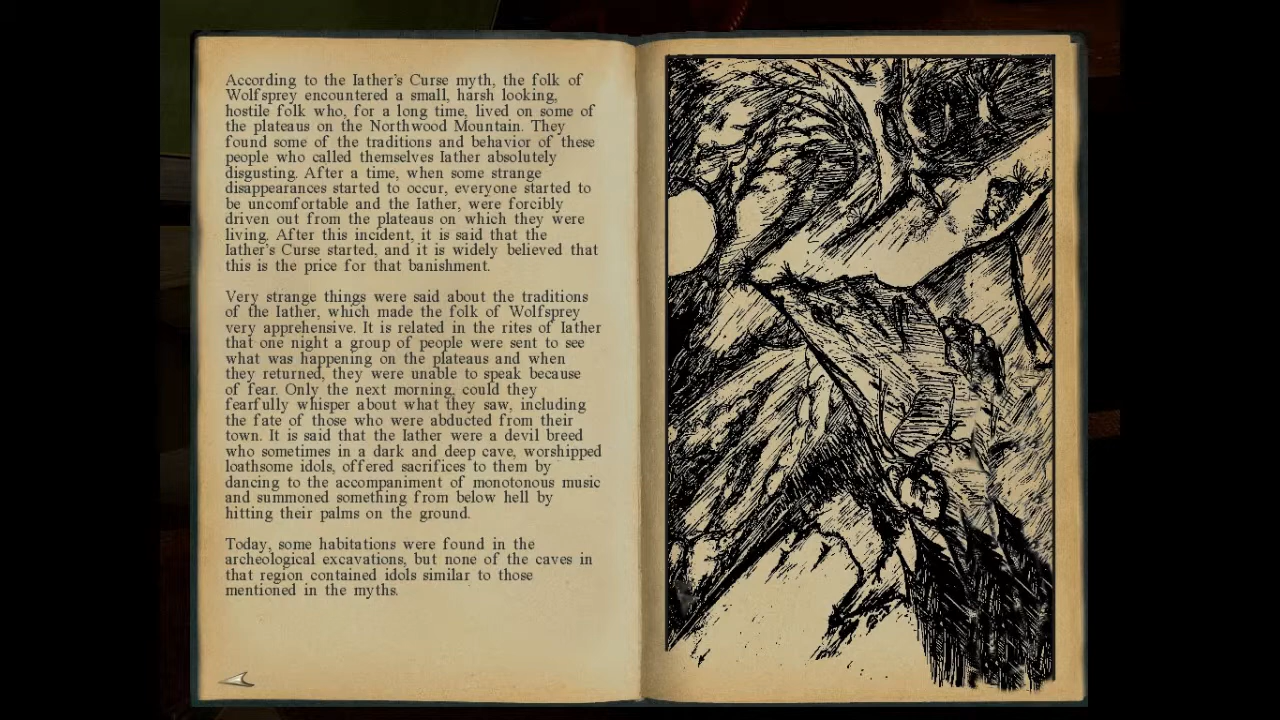 According to the Iather's Curse myth, the folk of
Wolfsprey encountered a small, harsh looking,
hostile folk who, for a long time, lived on some of
the plateaus on the Northwood Mountain. They
found some of the traditions and behavior of these
people who called themselves Iather absolutely
disgusting. After a time, when some strange
disappearances started to occur, everyone started to
be uncomfortable and the Iather, were forcibly
driven out from the plateaus on which they were
living. After this incident, it is said that the
Iather's Curse started, and it is widely believed that
this is the price for that banishment.
Very strange things were said about the traditions
of the Iather, which made the folk of Wolfsprey
very apprehensive. It is related in the rites of Iather
that one night a group of people were sent to see
what was happening on the plateaus and when
they returned, they were unable to speak because
of fear. Only the next morning, could they
fearfully whisper about what they saw, including
the fate of those who were abducted from their
town. It is said that the Iather were a devil breed
who sometimes in a dark and deep cave, worshipped
loathsome idols, offered sacrifices to them by
dancing to the accompaniment of monotonous music
and summoned something from below hell by
hitting their palms on the ground.
Today, some habitations were found in the
archeological excavations, but none of the caves in
that region contained idols similar to those
mentioned in the myths.